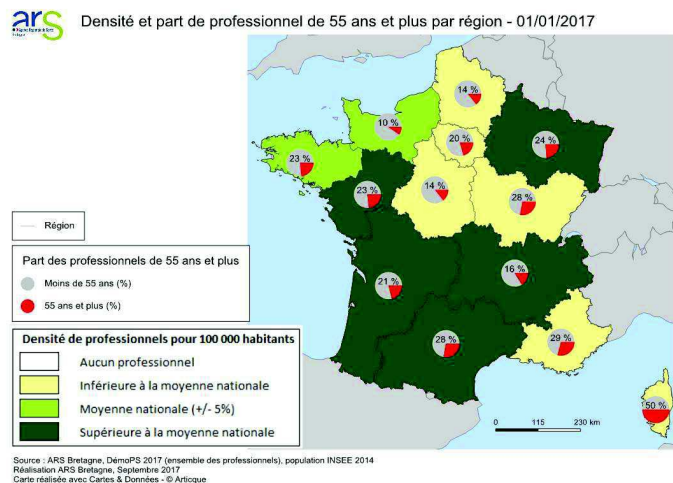 ars
Densité et part de professionnel de 55 ans et plus par région - 01/01/2017
14 %
10 %
20 %
24 %
23 %
23 %
14 %
28 %
16 %
21 %
28 %
29 %
50 %
Région
Part des professionnels de 55 ans et plus
Moins de 55 ans (%)
55 ans et plus (%)
Densité de professionnels pour 100 000 habitants
Aucun professionnel
Inférieure à la moyenne nationale
Moyenne nationale (+/- 5%)
Supérieure à la moyenne nationale
0 115 230 km
Source : ARS Bretagne, DémoPS 2017 (ensemble des professionnels), population INSEE 2014
Réalisation ARS Bretagne, Septembre 2017
Carte réalisée avec Cartes & Données - © Articque